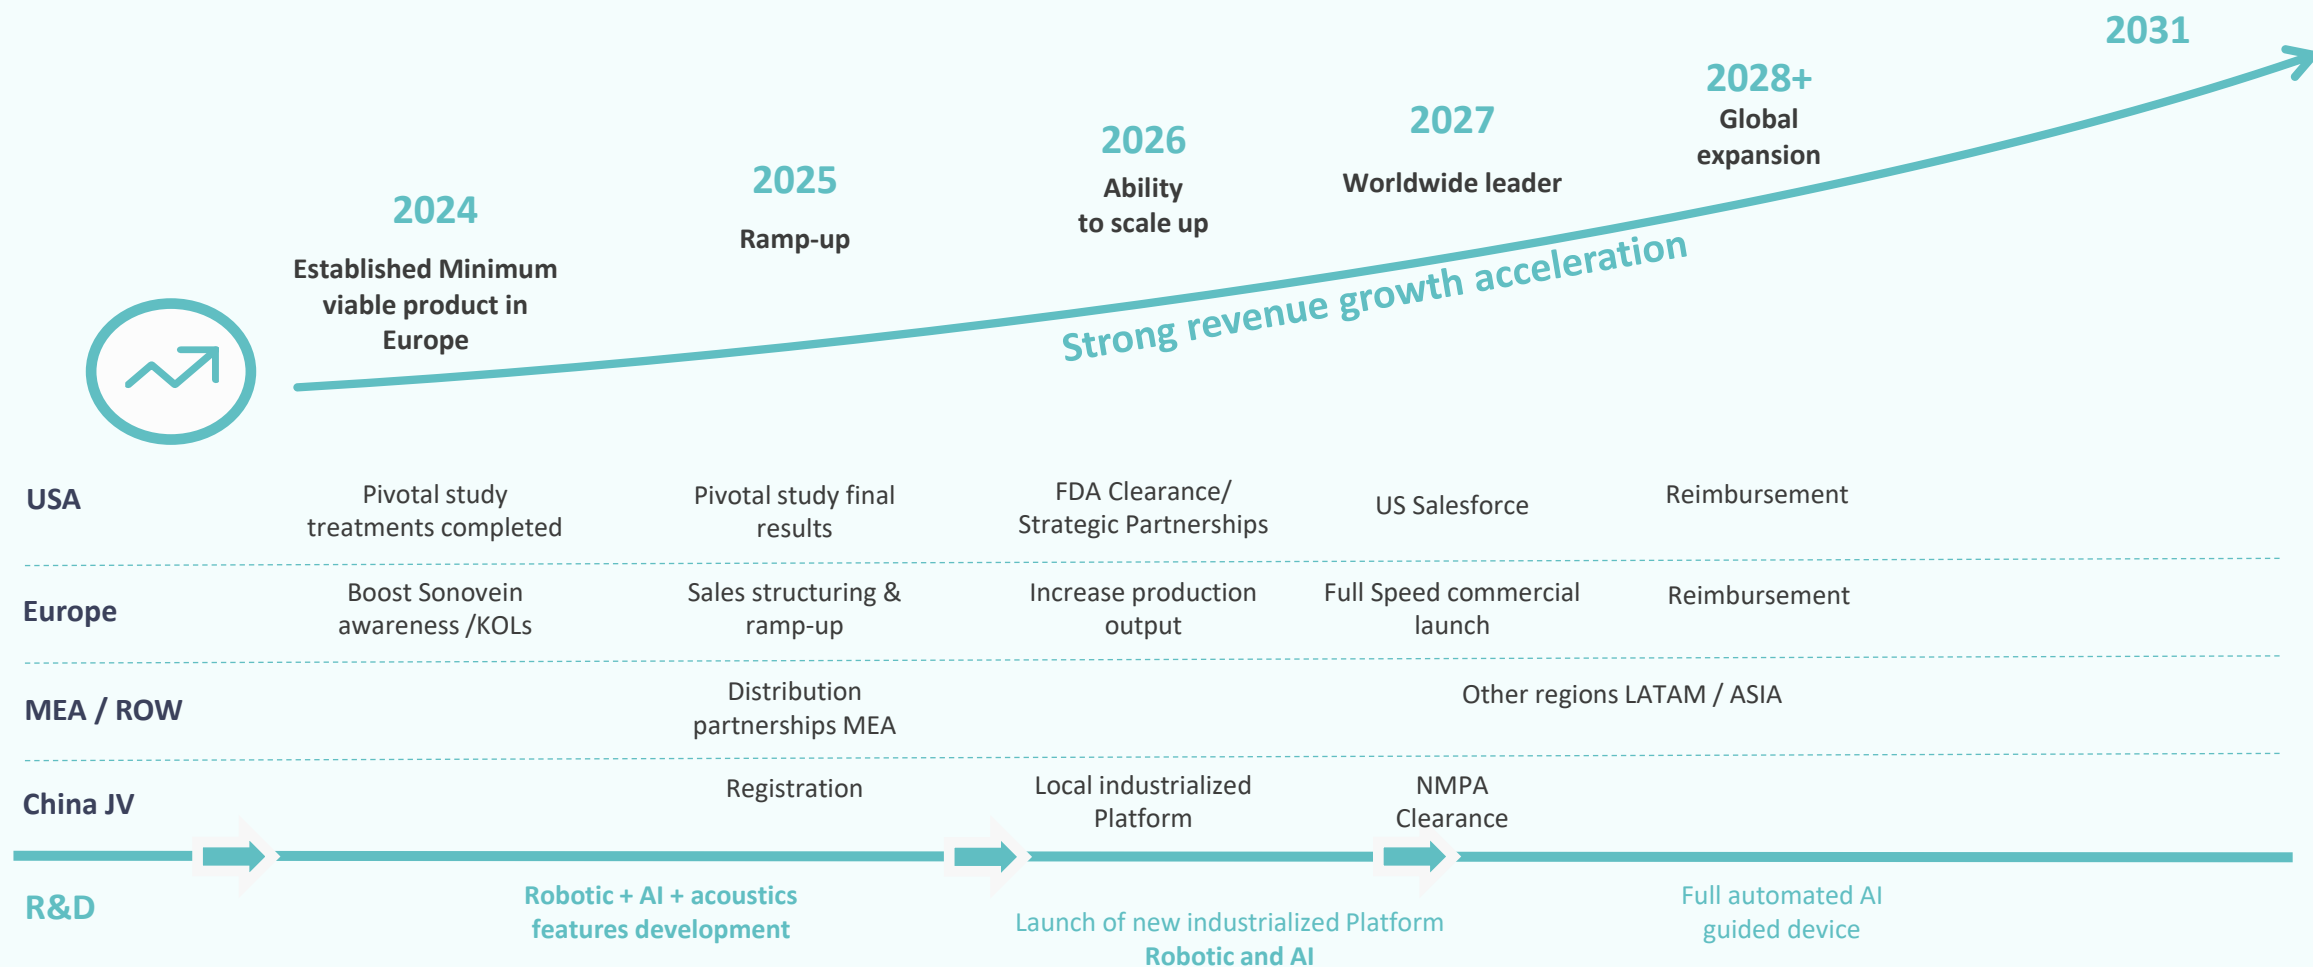 2031
2028+
Global
expansion
2027
Worldwide leader
2026
Ability
to scale up
2025
Ramp-up
2024
Established Minimum
viable product in
Europe
Strong revenue growth acceleration
USA
Pivotal study
treatments completed
Pivotal study final
results
FDA Clearance/
Strategic Partnerships
US Salesforce
Reimbursement
Europe
Boost Sonovein
awareness /KOLs
Sales structuring &
ramp-up
Increase production
output
Full Speed commercial
launch
Reimbursement
MEA / ROW
Distribution
partnerships MEA
Other regions LATAM / ASIA
China JV
Registration
Local industrialized
Platform
NMPA
Clearance
R&D
Robotic + AI + acoustics
features development
Launch of new industrialized Platform
Robotic and AI
Full automated AI
guided device